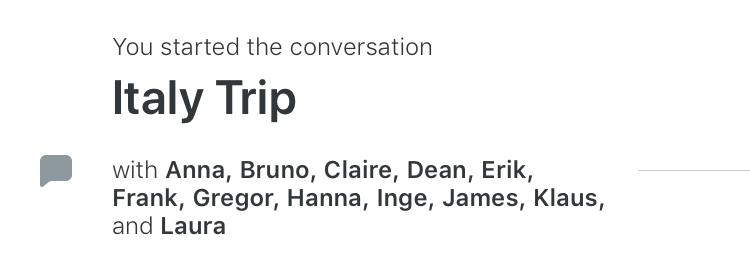 You started the conversation
Italy Trip
with Anna, Bruno, Claire, Dean, Erik,
Frank, Gregor, Hanna, Inge, James, Klaus,
and Laura